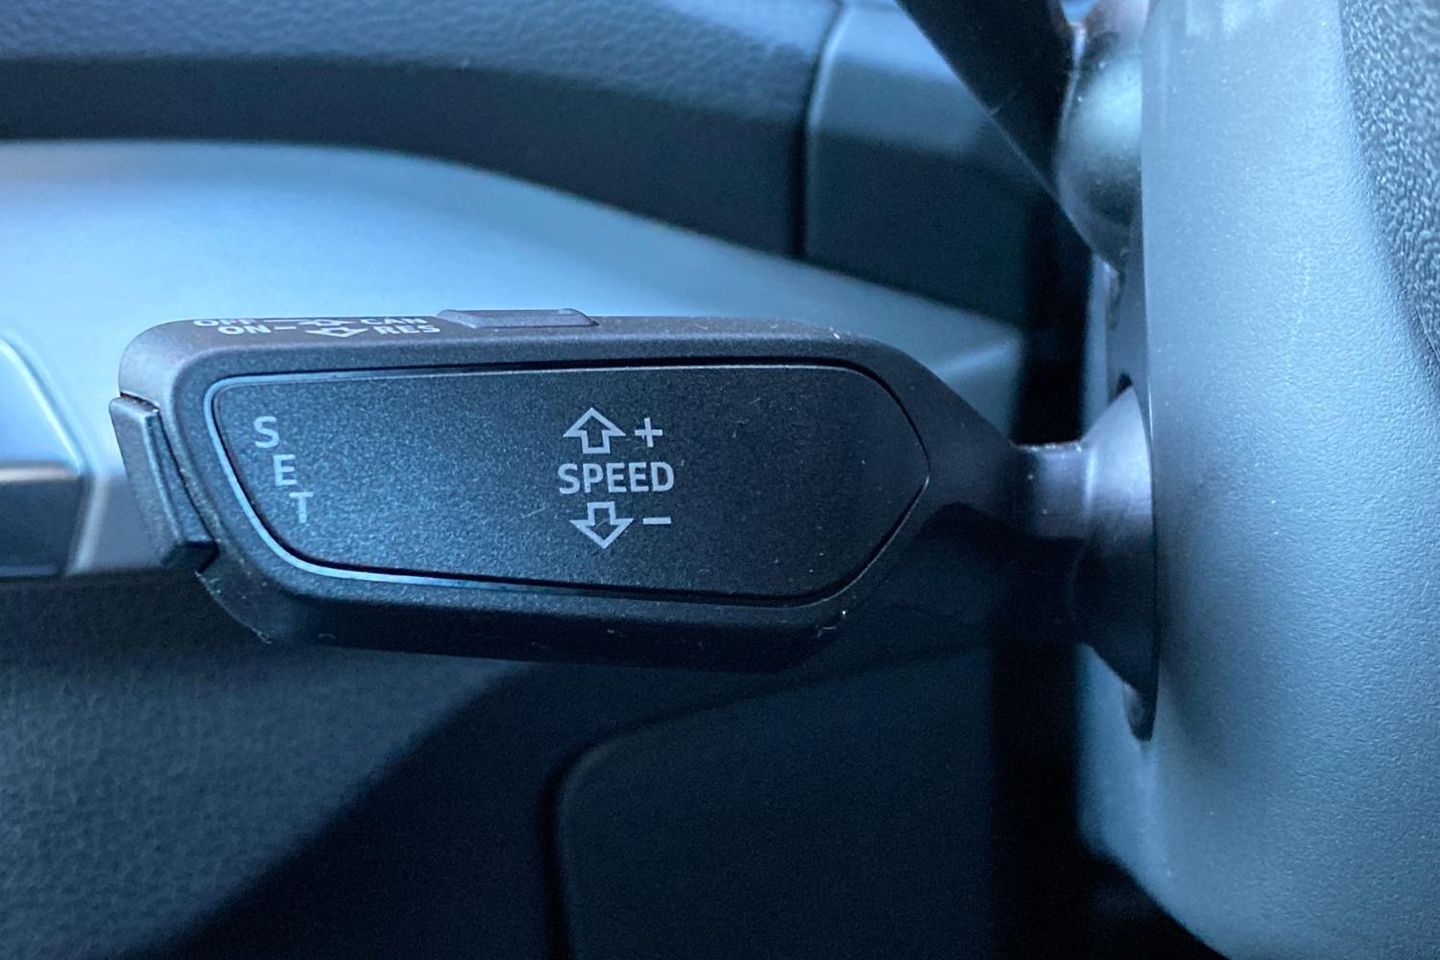 OFF CAN
ON RES
S
E
T
+
SPEED
-